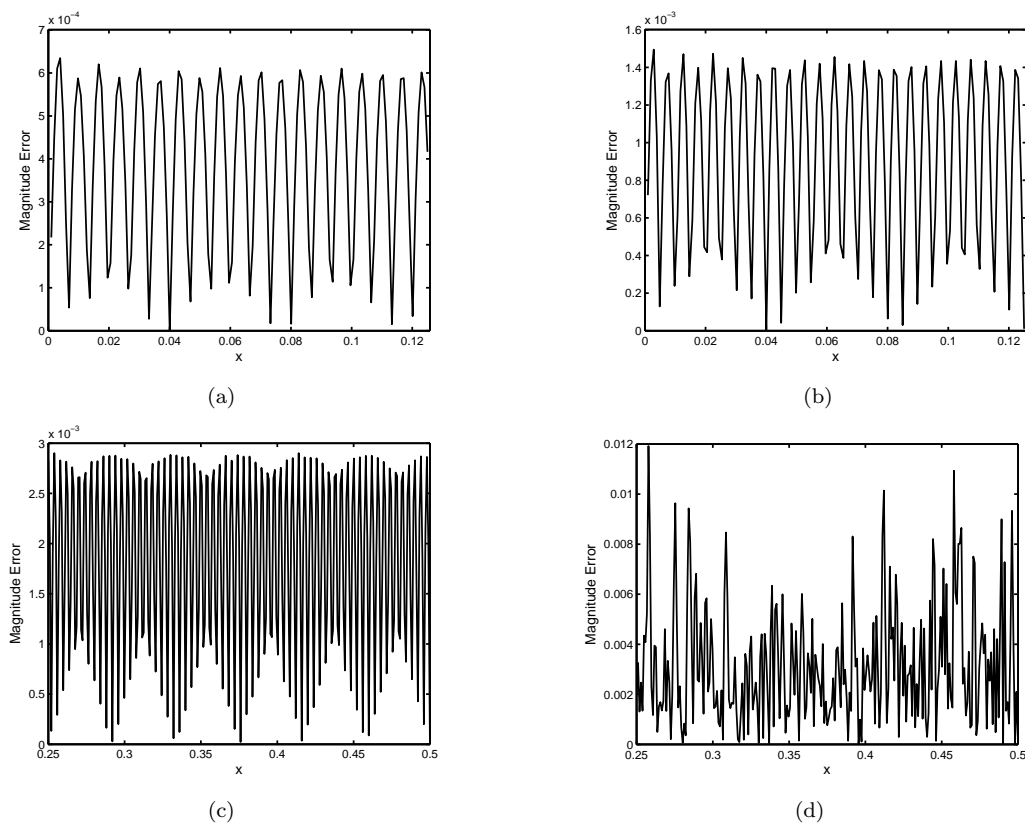 x 10⁻⁴
7
6
5
4
3
2
1
0
Magnitude Error
0 0.02 0.04 0.06 0.08 0.1 0.12
x
(a)
x 10⁻³
1.6
1.4
1.2
1
0.8
0.6
0.4
0.2
0
Magnitude Error
0 0.02 0.04 0.06 0.08 0.1 0.12
x
(b)
x 10⁻³
3
2.5
2
1.5
1
0.5
0
Magnitude Error
0.25 0.3 0.35 0.4 0.45 0.5
x
(c)
0.012
0.01
0.008
0.006
0.004
0.002
0
Magnitude Error
0.25 0.3 0.35 0.4 0.45 0.5
x
(d)